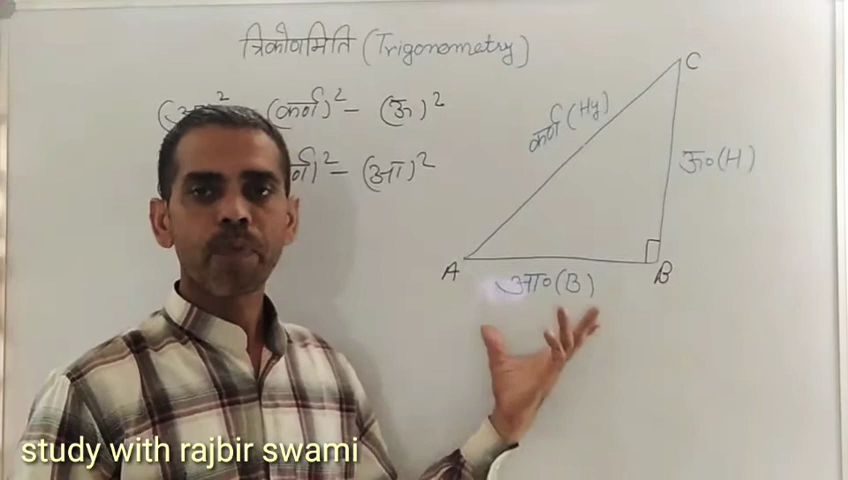 त्रिकोणमिति (Trigonometry)
(कर्ण)² - (ऊ)²
)² - (आ)²
C
कर्ण (Hy)
ऊ० (H)
A
आ० (B)
B
study with rajbir swami